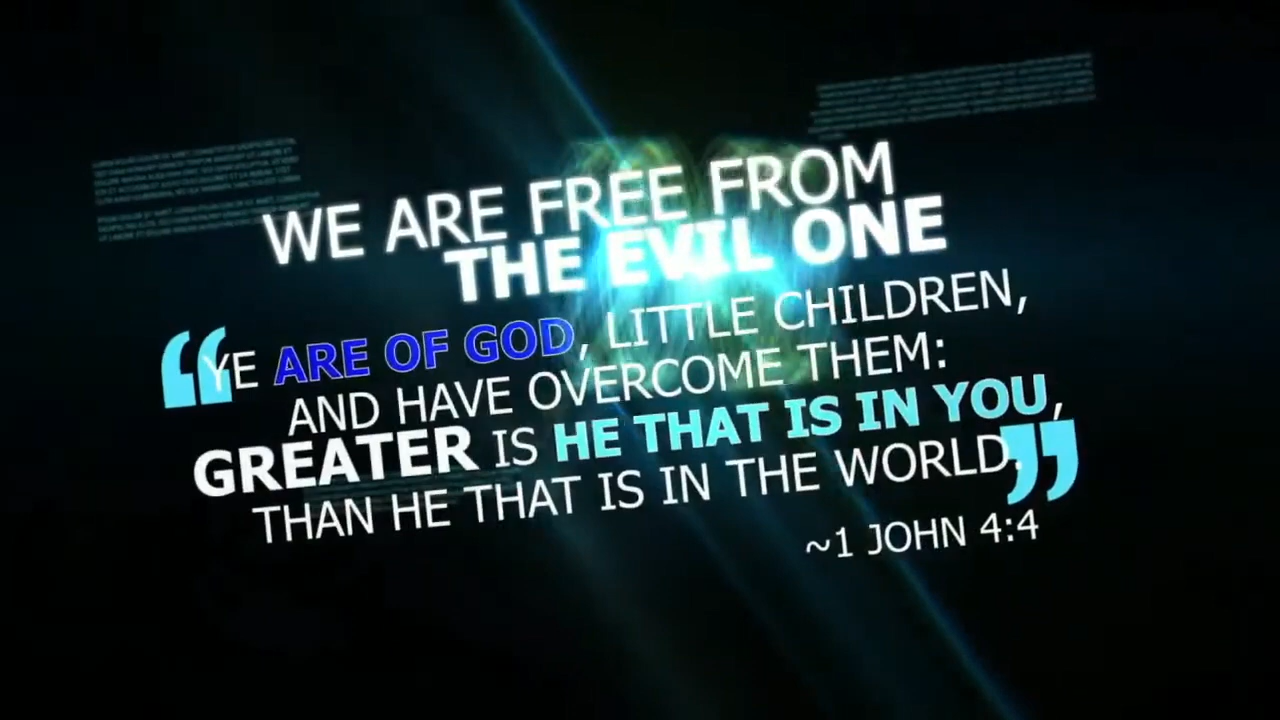 WE ARE FREE FROM
THE EVIL ONE
“YE ARE OF GOD, LITTLE CHILDREN,
AND HAVE OVERCOME THEM:
GREATER IS HE THAT IS IN YOU,
THAN HE THAT IS IN THE WORLD.”
~1 JOHN 4:4